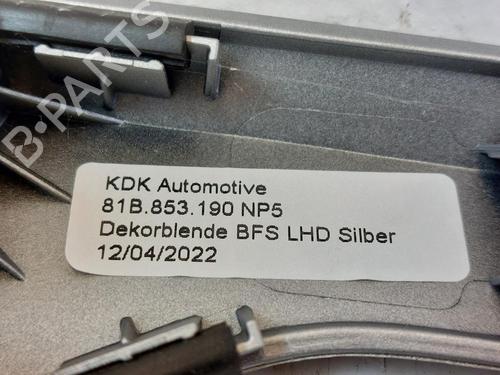 B-PARTS
KDK Automotive
81B.853.190 NP5
Dekorblende BFS LHD Silber
12/04/2022